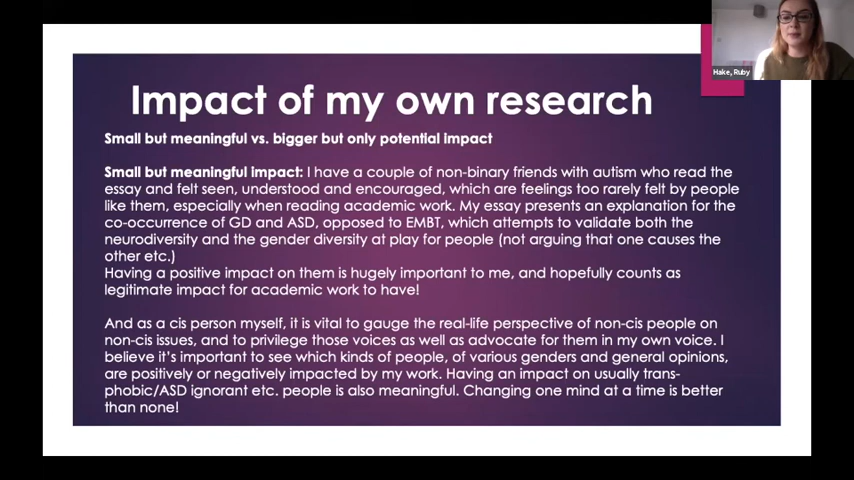 Hake, Ruby
Impact of my own research
Small but meaningful vs. bigger but only potential impact
Small but meaningful impact: I have a couple of non-binary friends with autism who read the
essay and felt seen, understood and encouraged, which are feelings too rarely felt by people
like them, especially when reading academic work. My essay presents an explanation for the
co-occurrence of GD and ASD, opposed to EMBT, which attempts to validate both the
neurodiversity and the gender diversity at play for people (not arguing that one causes the
other etc.)
Having a positive impact on them is hugely important to me, and hopefully counts as
legitimate impact for academic work to have!
And as a cis person myself, it is vital to gauge the real-life perspective of non-cis people on
non-cis issues, and to privilege those voices as well as advocate for them in my own voice. I
believe it's important to see which kinds of people, of various genders and general opinions,
are positively or negatively impacted by my work. Having an impact on usually trans-
phobic/ASD ignorant etc. people is also meaningful. Changing one mind at a time is better
than none!